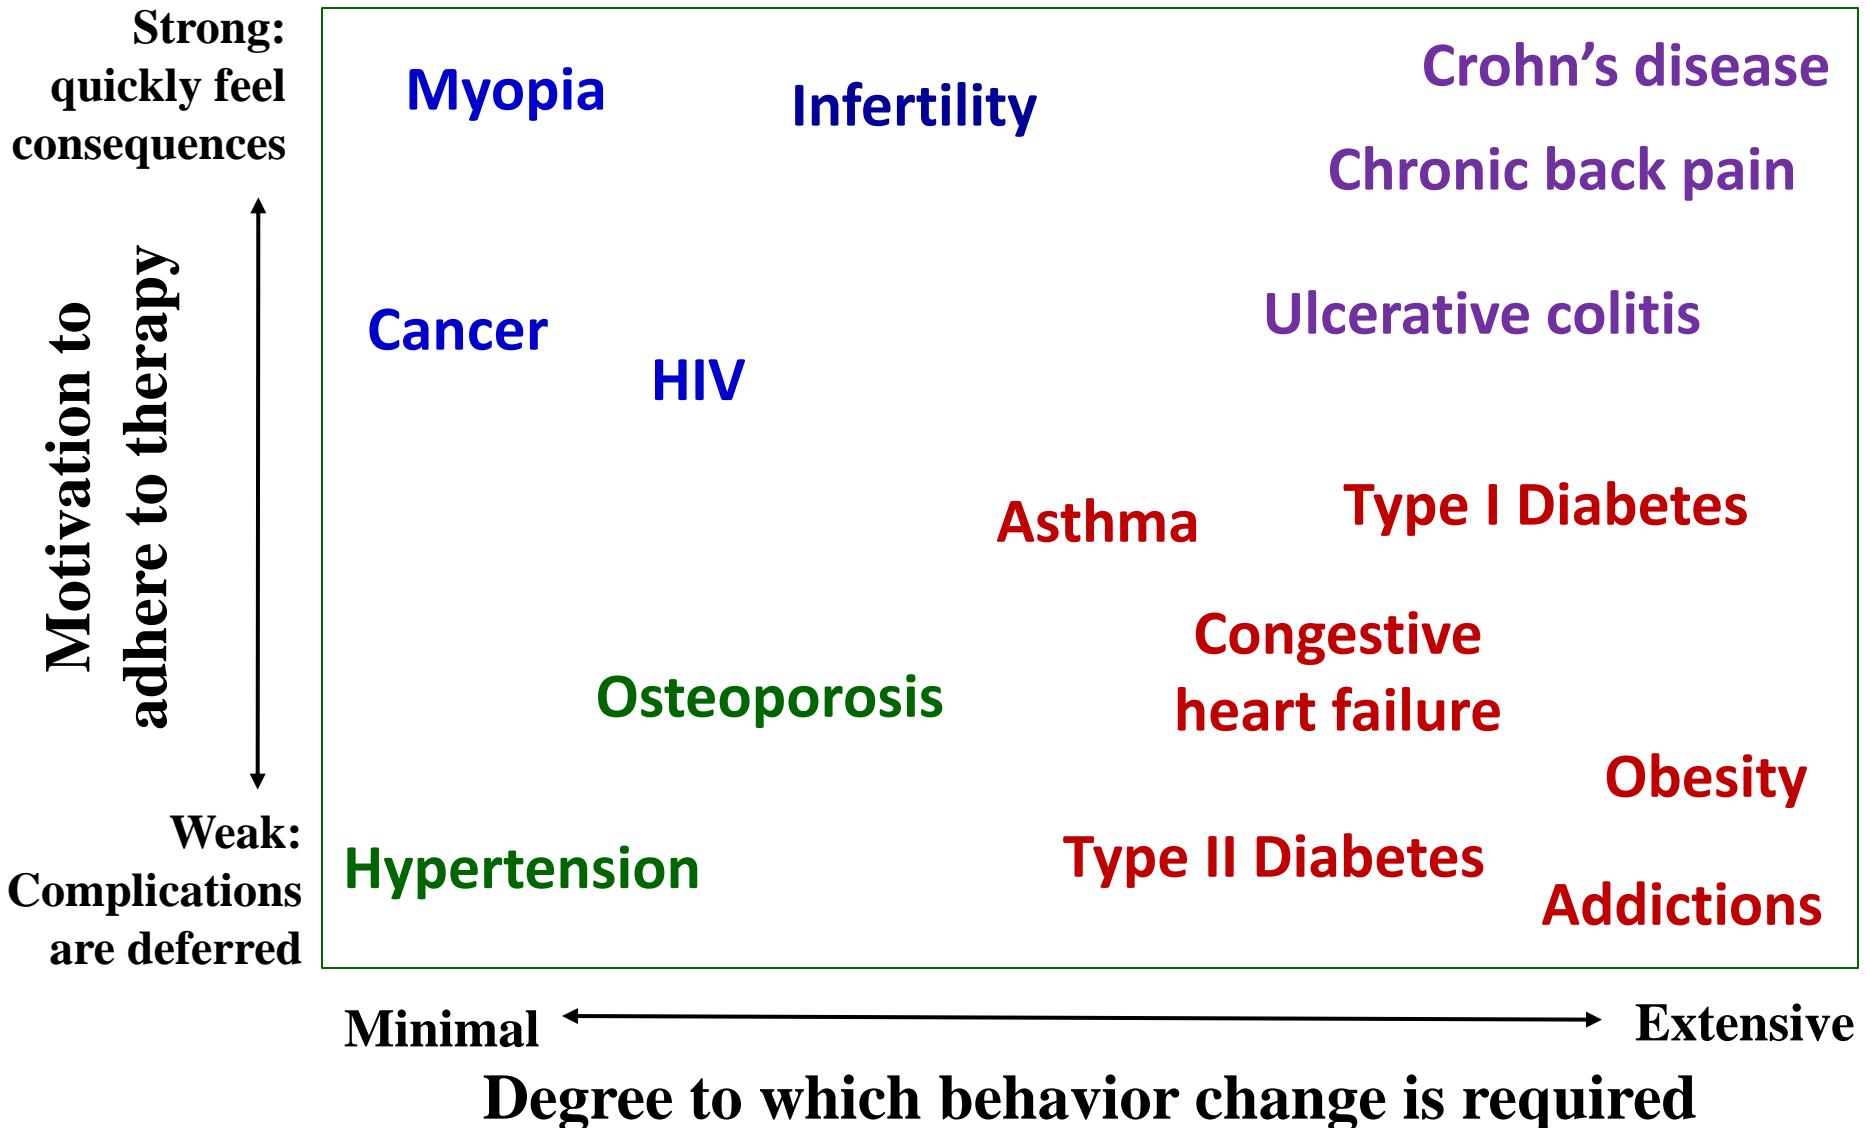 Strong:
quickly feel
consequences
Motivation to
adhere to therapy
Weak:
Complications
are deferred
Myopia
Infertility
Crohn’s disease
Chronic back pain
Cancer
HIV
Ulcerative colitis
Asthma
Type I Diabetes
Congestive
heart failure
Osteoporosis
Obesity
Hypertension
Type II Diabetes
Addictions
Minimal
Extensive
Degree to which behavior change is required